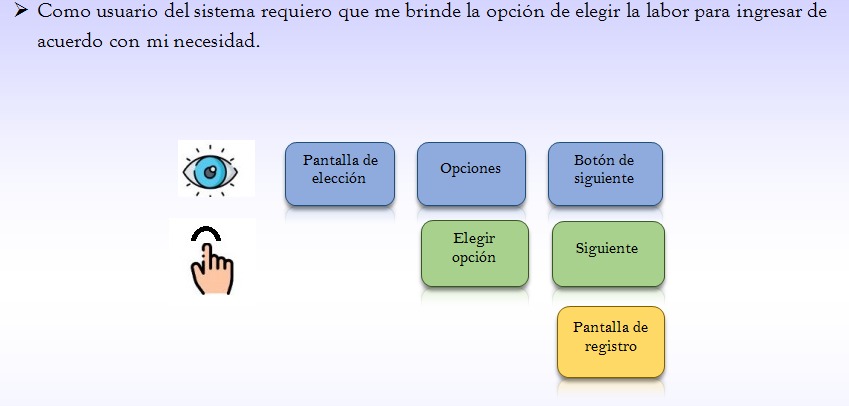 Como usuario del sistema requiero que me brinde la opción de elegir la labor para ingresar de
acuerdo con mi necesidad.
Pantalla de
elección
Opciones
Botón de
siguiente
Elegir
opción
Siguiente
Pantalla de
registro